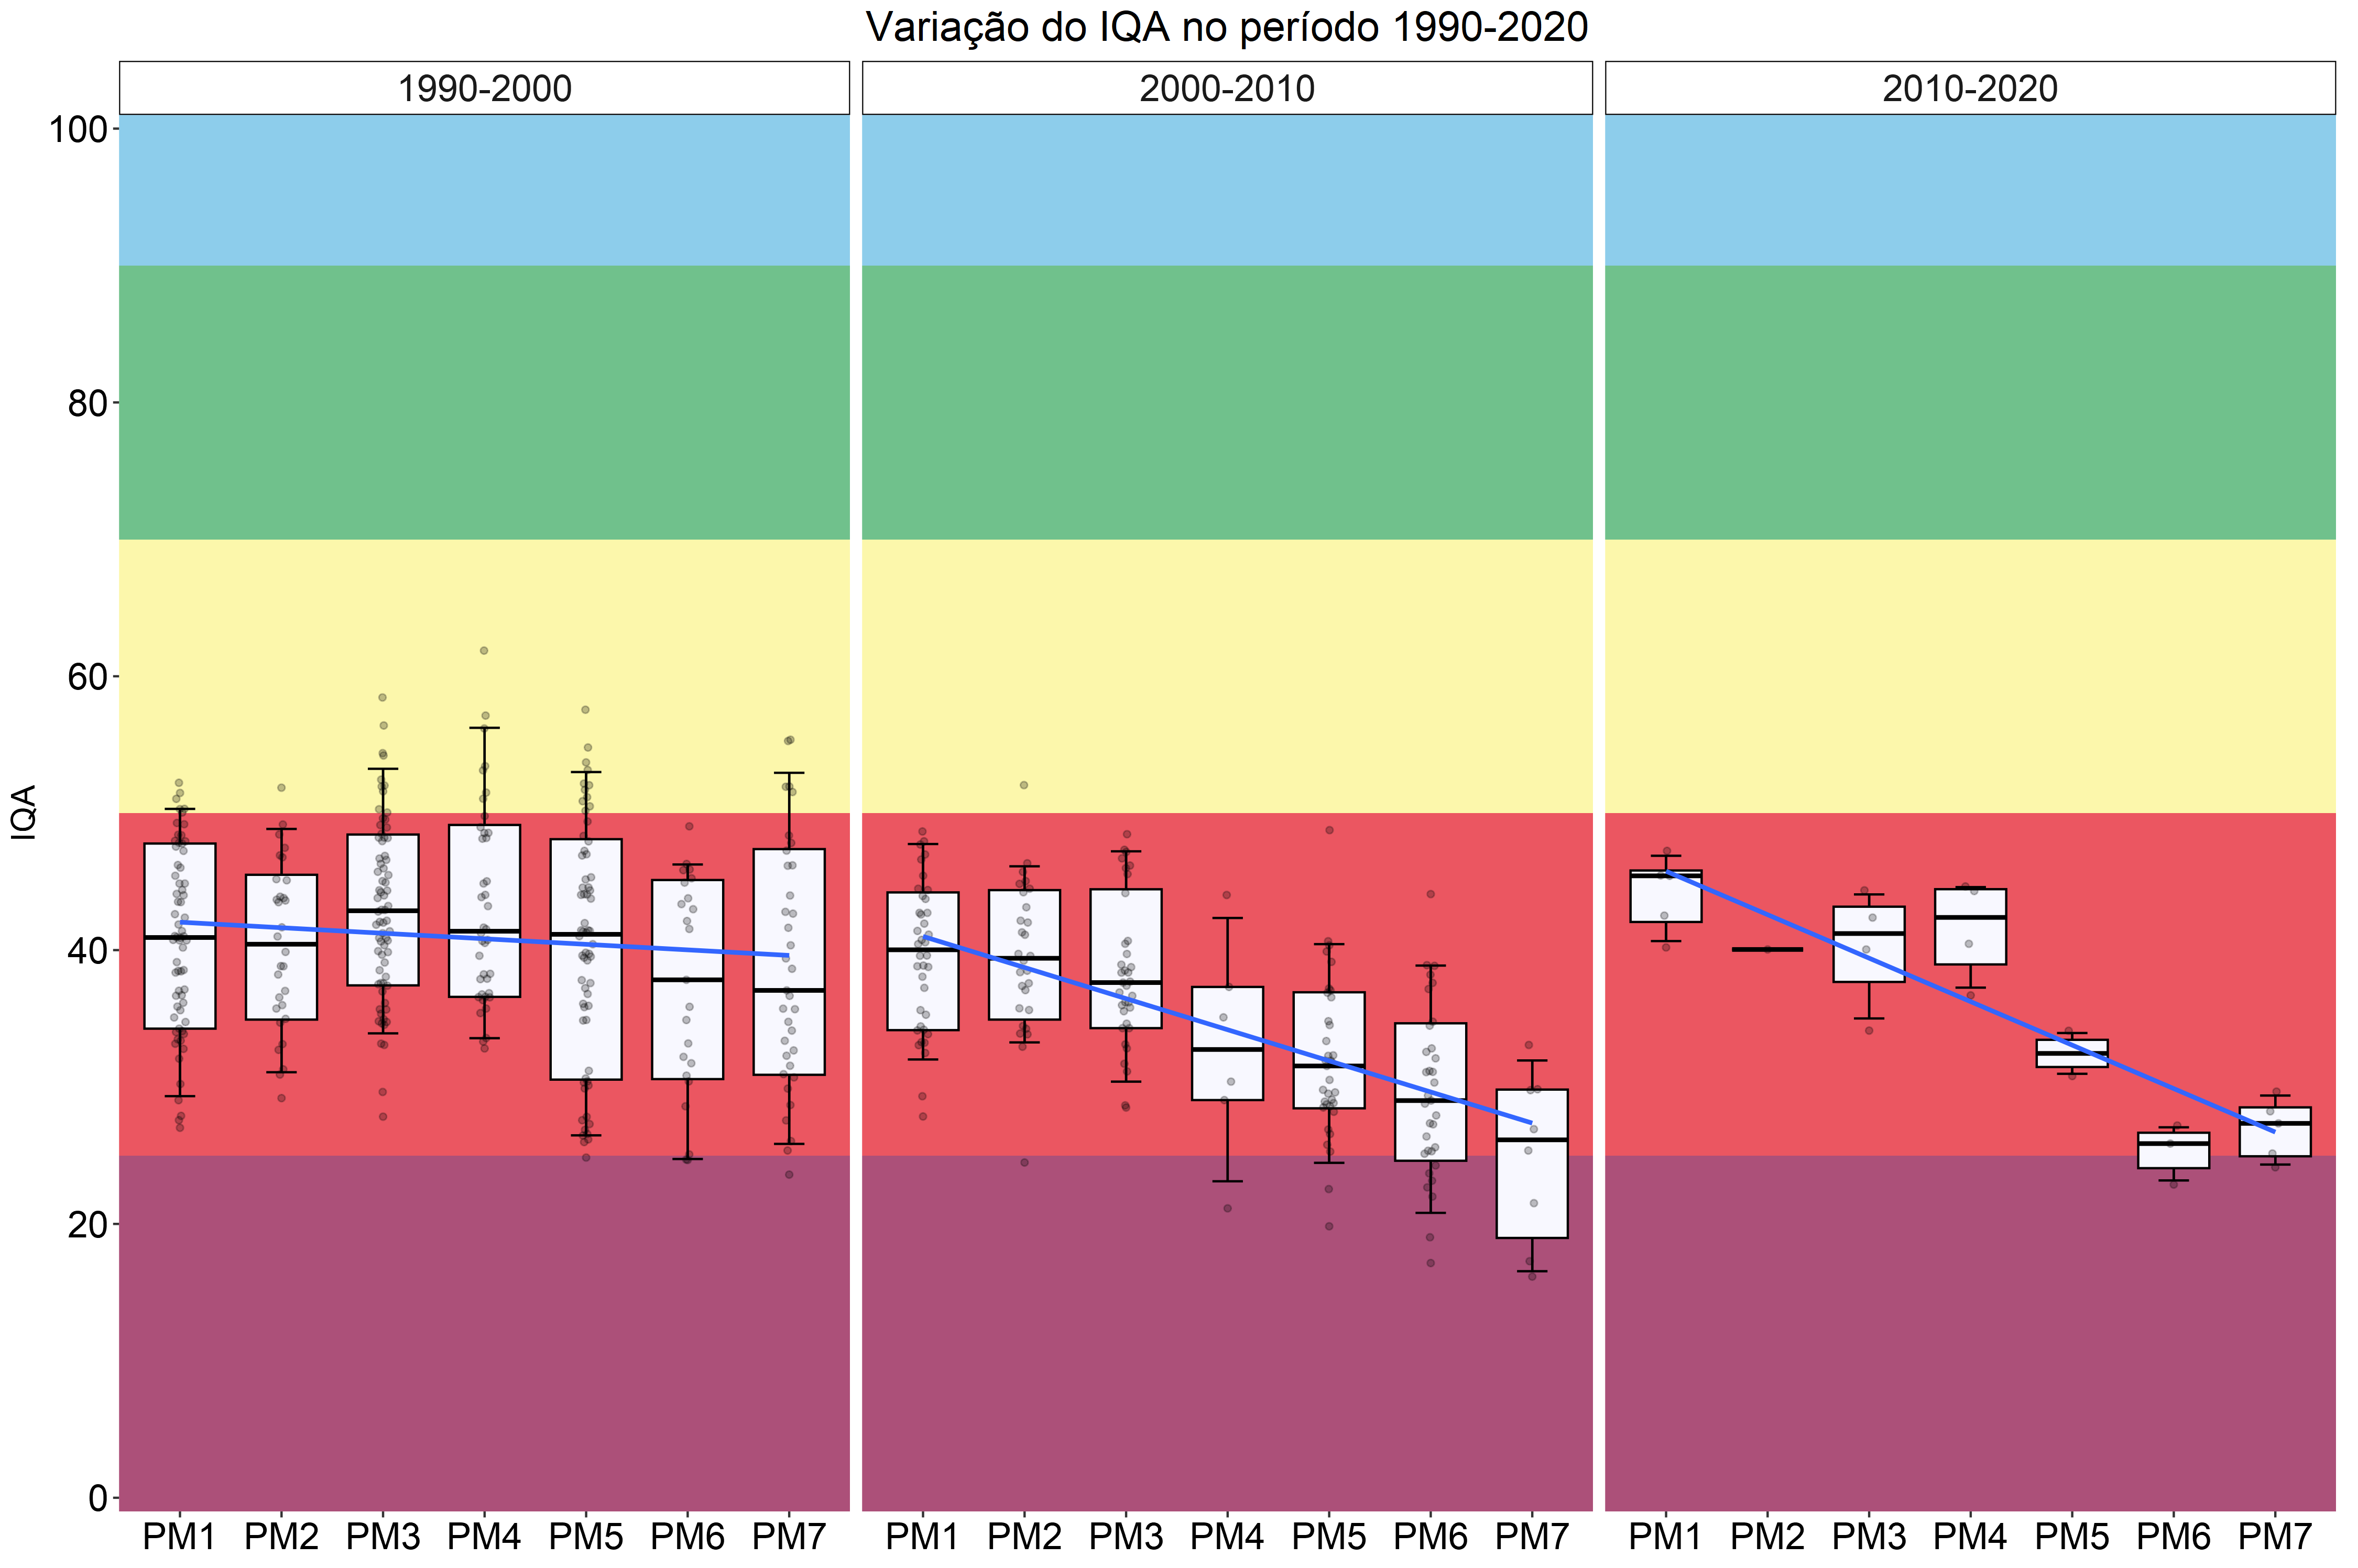 Variação do IQA no período 1990-2020
1990-2000 2000-2010 2010-2020
100
80
60
40
20
0
IQA
PM1 PM2 PM3 PM4 PM5 PM6 PM7 PM1 PM2 PM3 PM4 PM5 PM6 PM7 PM1 PM2 PM3 PM4 PM5 PM6 PM7